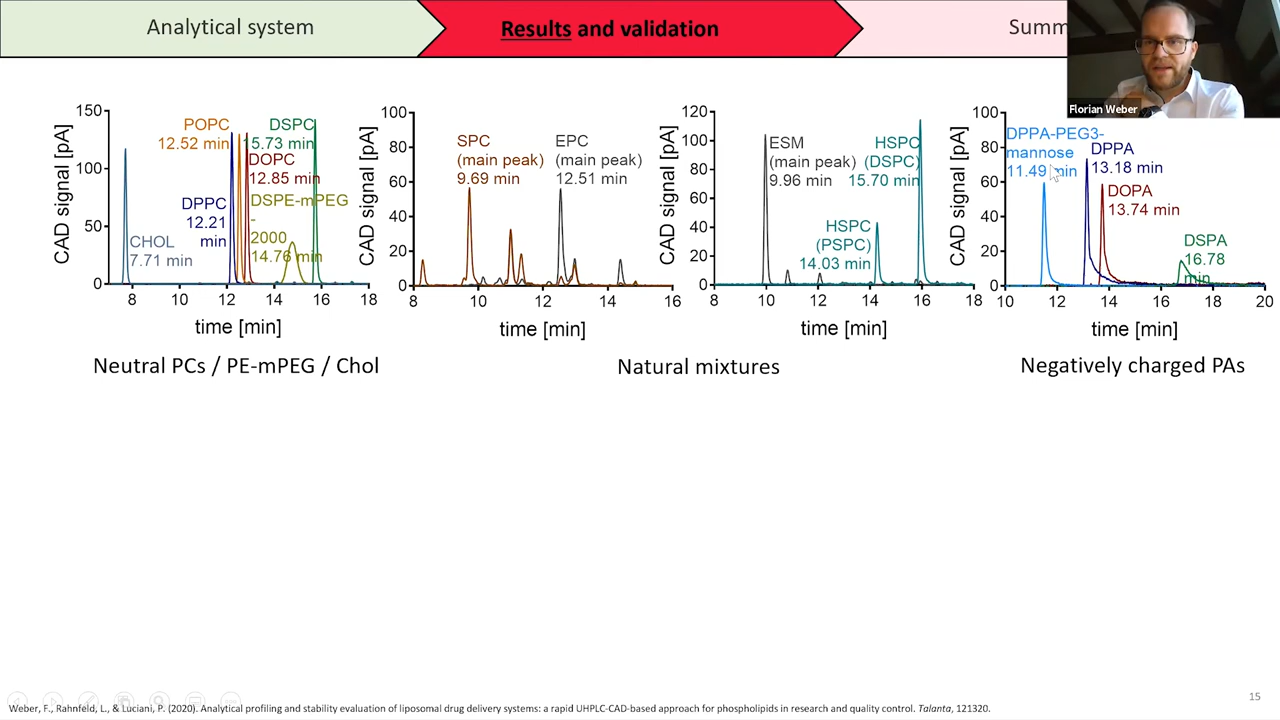 Analytical system
Results and validation
Summ
Florian Weber
CAD signal [pA]
150
100
50
0
8
10
12
14
16
18
time [min]
CHOL
7.71 min
POPC
12.52 min
DPPC
12.21
min
DSPC
15.73 min
DOPC
12.85 min
DSPE-mPEG
-
2000
14.76 min
Neutral PCs / PE-mPEG / Chol
CAD signal [pA]
100
80
60
40
20
0
8
10
12
14
16
time [min]
SPC
(main peak)
9.69 min
EPC
(main peak)
12.51 min
CAD signal [pA]
120
100
80
60
40
20
0
8
10
12
14
16
18
time [min]
ESM
(main peak)
9.96 min
HSPC
(DSPC)
15.70 min
HSPC
(PSPC)
14.03 min
Natural mixtures
CAD signal [pA]
100
80
60
40
20
0
10
12
14
16
18
20
time [min]
DPPA-PEG3-
mannose
11.49 min
DPPA
13.18 min
DOPA
13.74 min
DSPA
16.78
min
Negatively charged PAs
15
Weber, F., Rahnfeld, L., & Luciani, P. (2020). Analytical profiling and stability evaluation of liposomal drug delivery systems: a rapid UHPLC-CAD-based approach for phospholipids in research and quality control. Talanta, 121320.